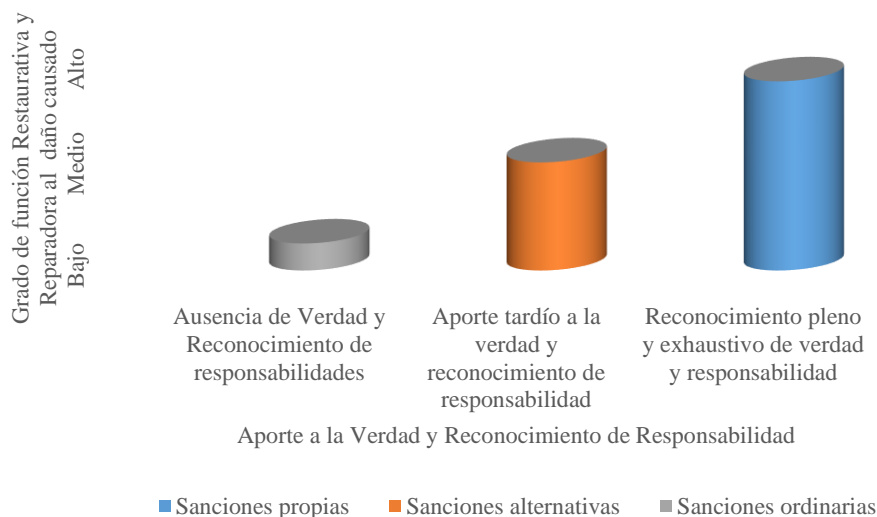 Grado de función Restaurativa y
Reparadora al daño causado
Bajo Medio Alto
Ausencia de Verdad y
Reconocimiento de
responsabilidades
Aporte tardío a la
verdad y
reconocimiento de
responsabilidad
Reconocimiento pleno
y exhaustivo de verdad
y responsabilidad
Aporte a la Verdad y Reconocimiento de Responsabilidad
Sanciones propias Sanciones alternativas Sanciones ordinarias